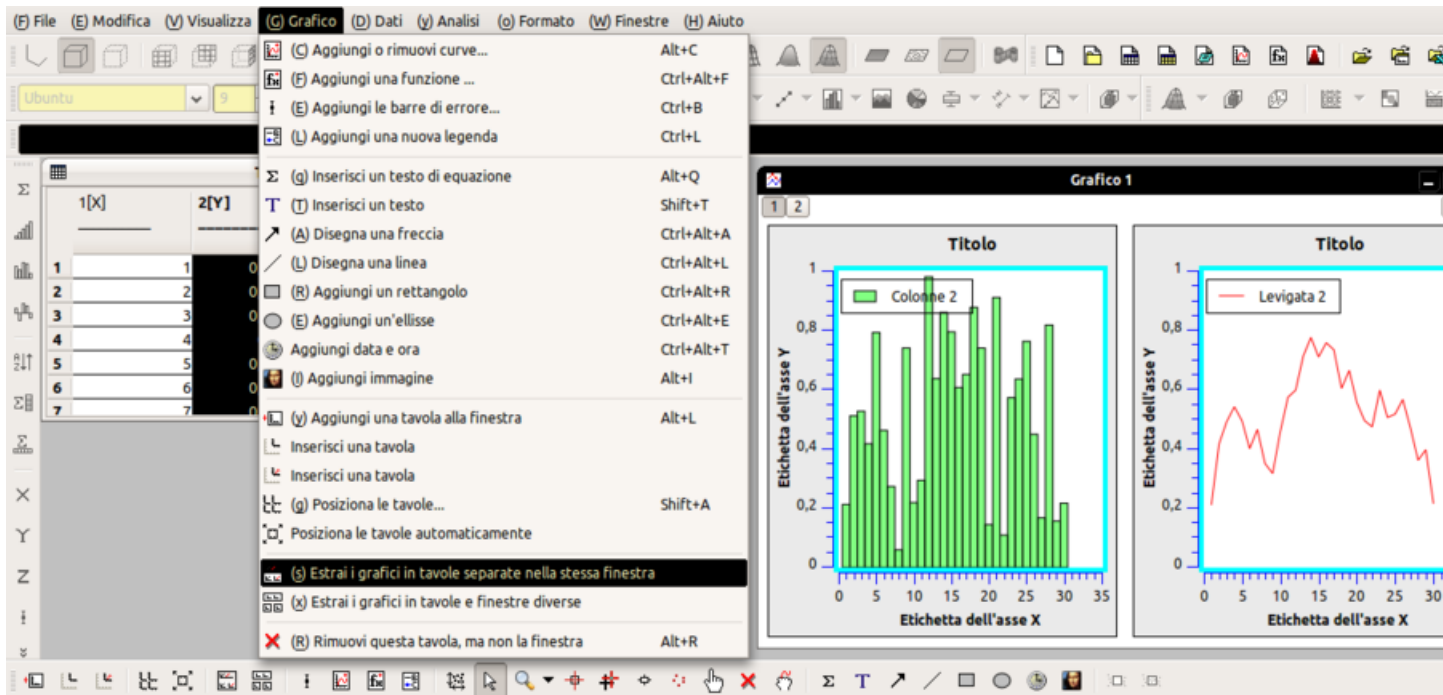 (F) File (E) Modifica (V) Visualizza (G) Grafico (D) Dati (y) Analisi (o) Formato (W) Finestre (H) Aiuto
Ubuntu 9
(C) Aggiungi o rimuovi curve... Alt+C
(F) Aggiungi una funzione ... Ctrl+Alt+F
(E) Aggiungi le barre di errore... Ctrl+B
(L) Aggiungi una nuova legenda Ctrl+L
(q) Inserisci un testo di equazione Alt+Q
(T) Inserisci un testo Shift+T
(A) Disegna una freccia Ctrl+Alt+A
(L) Disegna una linea Ctrl+Alt+L
(R) Aggiungi un rettangolo Ctrl+Alt+R
(E) Aggiungi un'ellisse Ctrl+Alt+E
Aggiungi data e ora Ctrl+Alt+T
(I) Aggiungi immagine Alt+I
(y) Aggiungi una tavola alla finestra Alt+L
Inserisci una tavola
Inserisci una tavola
(g) Posiziona le tavole... Shift+A
Posiziona le tavole automaticamente
(s) Estrai i grafici in tavole separate nella stessa finestra
(x) Estrai i grafici in tavole e finestre diverse
(R) Rimuovi questa tavola, ma non la finestra Alt+R
1[X] 2[Y]
1 1 0
2 2 0
3 3 0
4 4
5 5 0
6 6 0
7 7 0
Grafico 1
1 2
Titolo
Colonne 2
Etichetta dell'asse Y
1
0,8
0,6
0,4
0,2
0
0 5 10 15 20 25 30 35
Etichetta dell'asse X
Titolo
Levigata 2
Etichetta dell'asse Y
1
0,8
0,6
0,4
0,2
0
0 5 10 15 20 25 30
Etichetta dell'asse X